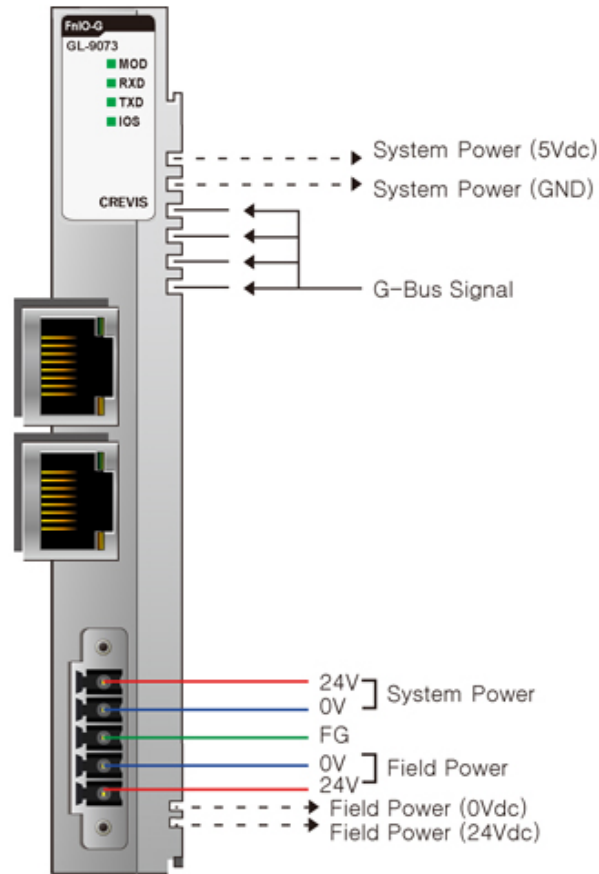 FnIO-G
GL-9073
MOD
RXD
TXD
IOS
CREVIS
System Power (5Vdc)
System Power (GND)
G-Bus Signal
24V
0V
System Power
FG
0V
24V
Field Power
Field Power (0Vdc)
Field Power (24Vdc)